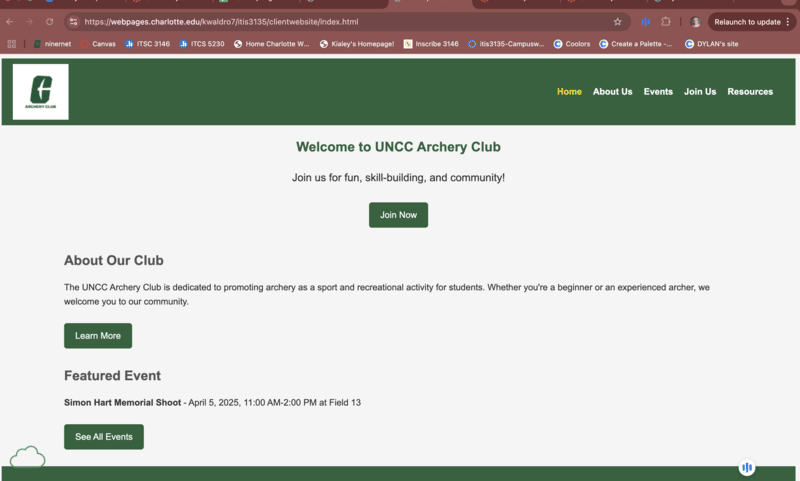 https://webpages.charlotte.edu/kwaldro7/itis3135/clientwebsite/index.html
Relaunch to update
ninernet
Canvas
ITSC 3146
ITCS 5230
Home Charlotte W...
Kialey's Homepage!
Inscribe 3146
itis3135-Campusw...
Coolors
Create a Palette -...
DYLAN's site
ARCHERY CLUB
Home About Us Events Join Us Resources
Welcome to UNCC Archery Club
Join us for fun, skill-building, and community!
Join Now
About Our Club
The UNCC Archery Club is dedicated to promoting archery as a sport and recreational activity for students. Whether you're a beginner or an experienced archer, we
welcome you to our community.
Learn More
Featured Event
Simon Hart Memorial Shoot - April 5, 2025, 11:00 AM-2:00 PM at Field 13
See All Events